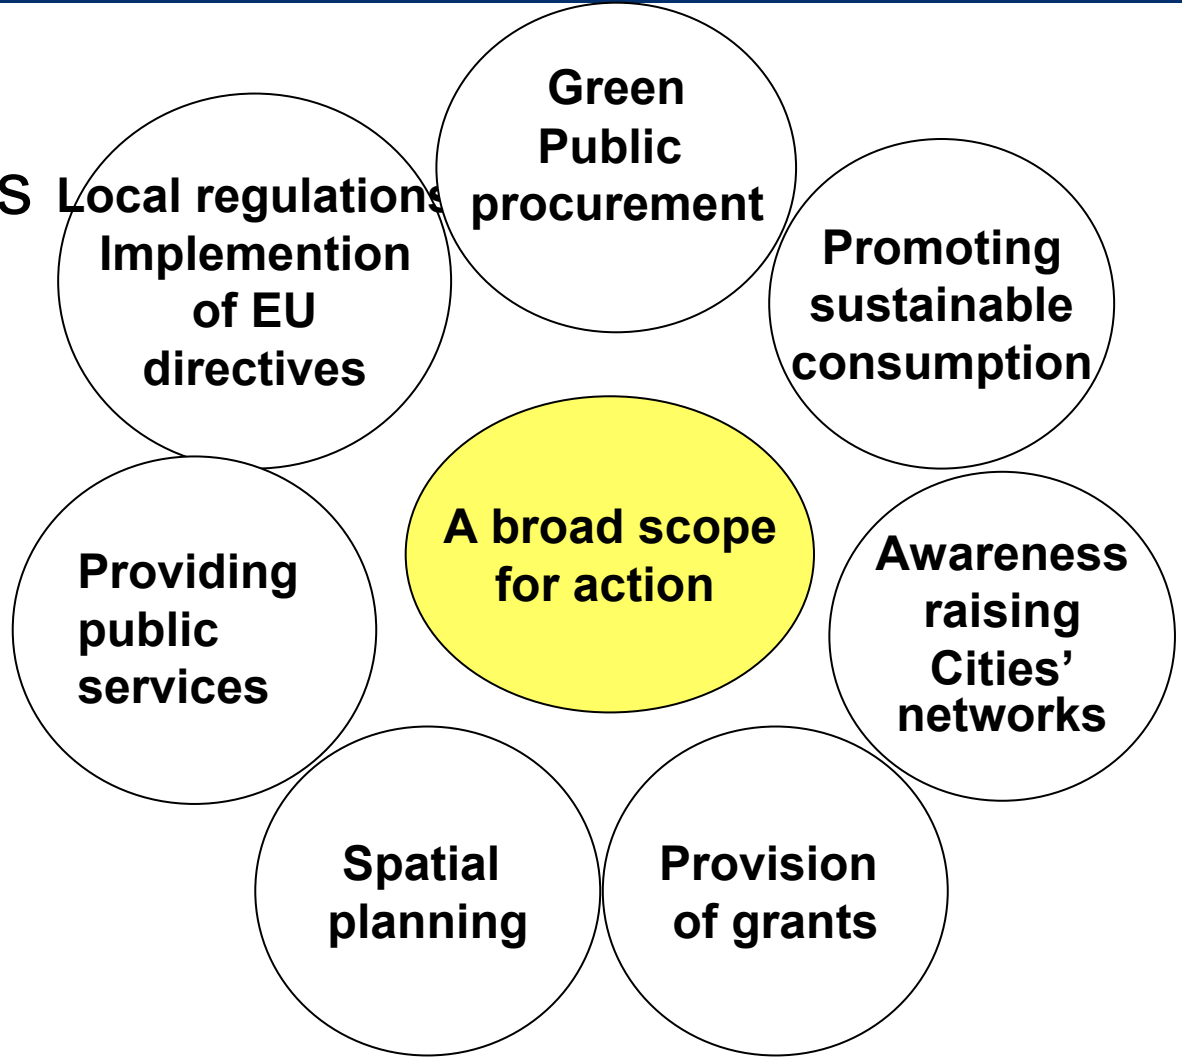 Green
Public
procurement
s Local regulations
Implemention
of EU
directives
Promoting
sustainable
consumption
A broad scope
for action
Awareness
raising
Cities’
networks
Providing
public
services
Spatial
planning
Provision
of grants